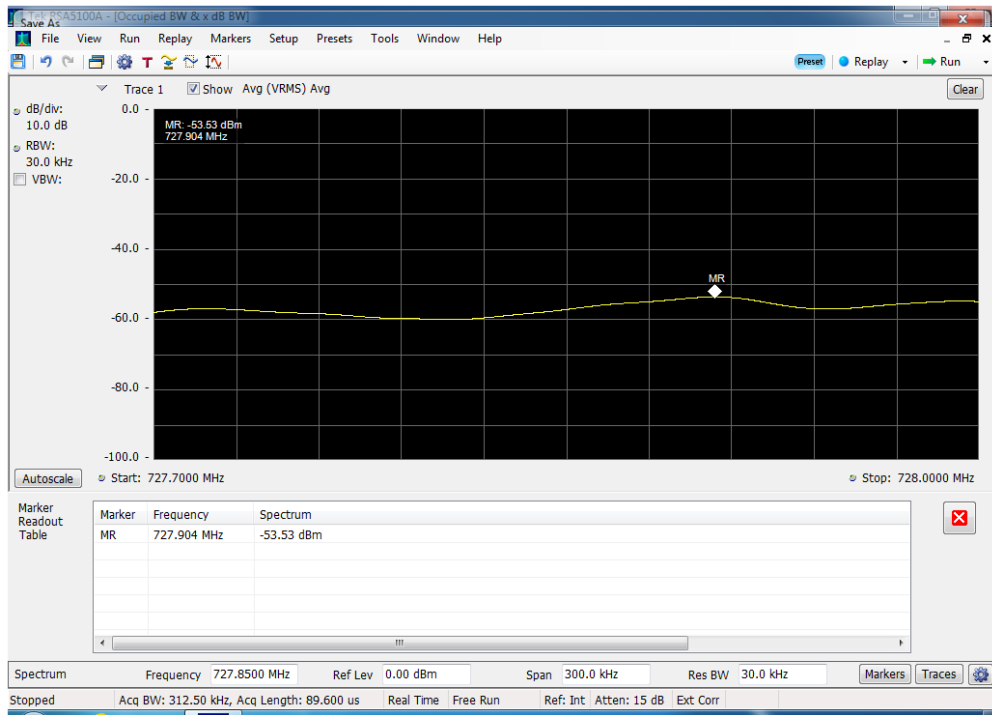 Tek RSA5100A - [Occupied BW & x dB BW]
Save As
File View Run Replay Markers Setup Presets Tools Window Help
T Preset Replay Run
Trace 1 Show Avg (VRMS) Avg Clear
dB/div:
10.0 dB
RBW:
30.0 kHz
VBW:
0.0
-20.0
-40.0
-60.0
-80.0
-100.0
MR: -53.53 dBm
727.904 MHz
MR
Autoscale Start: 727.7000 MHz Stop: 728.0000 MHz
Marker
Readout
Table
Marker Frequency Spectrum
MR 727.904 MHz -53.53 dBm
Spectrum Frequency 727.8500 MHz Ref Lev 0.00 dBm Span 300.0 kHz Res BW 30.0 kHz Markers Traces
Stopped Acq BW: 312.50 kHz, Acq Length: 89.600 us Real Time Free Run Ref: Int Atten: 15 dB Ext Corr